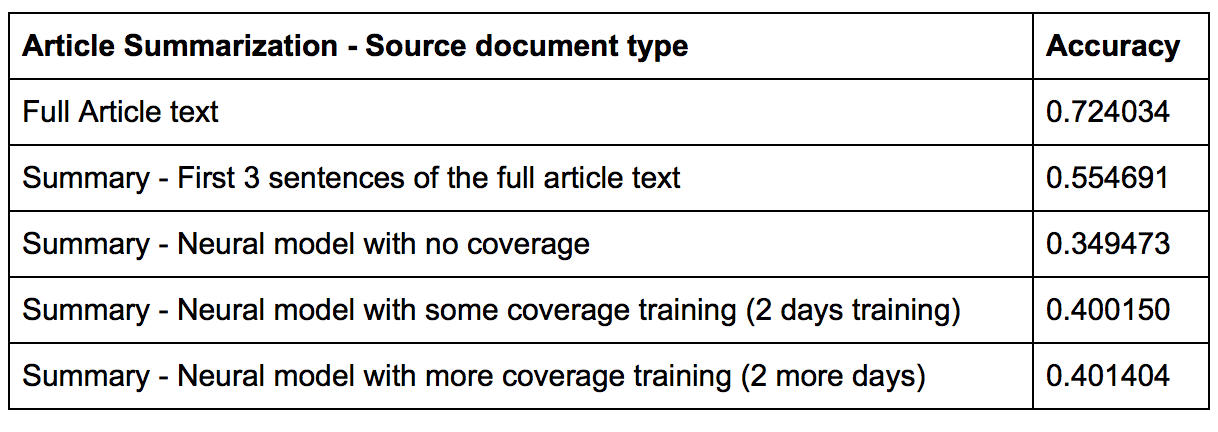 Article Summarization - Source document type Accuracy
Full Article text 0.724034
Summary - First 3 sentences of the full article text 0.554691
Summary - Neural model with no coverage 0.349473
Summary - Neural model with some coverage training (2 days training) 0.400150
Summary - Neural model with more coverage training (2 more days) 0.401404